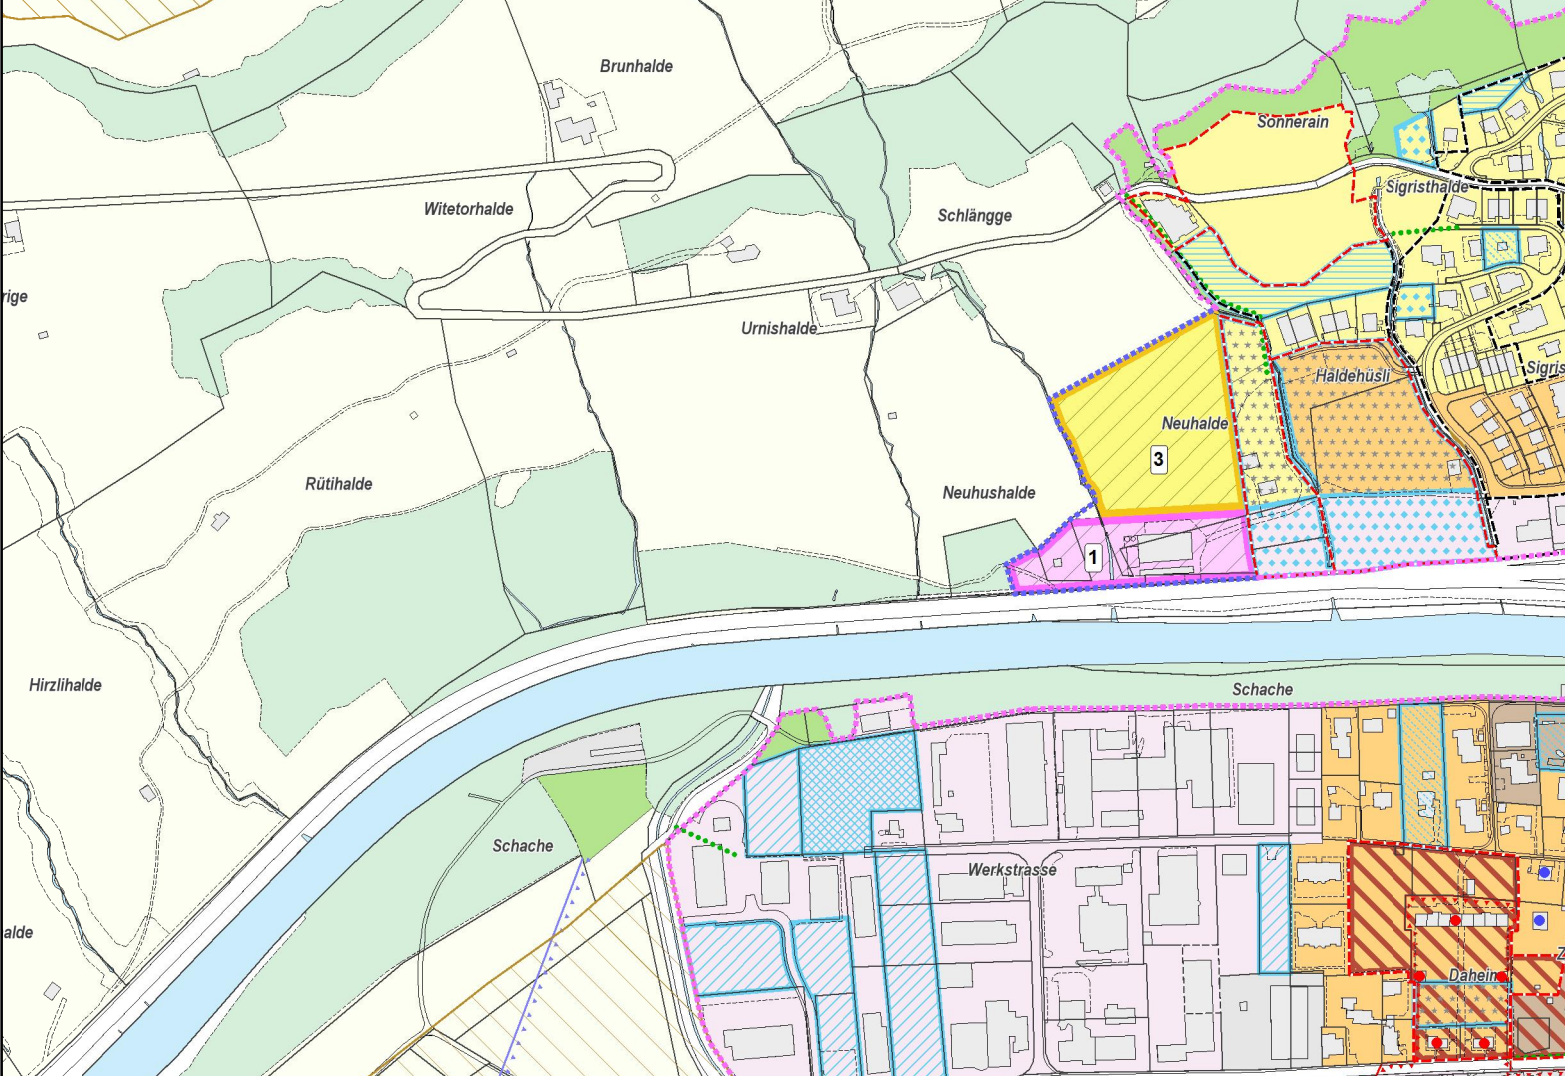 Brunhalde
Sonnerain
Sigristhalde
Witetorhalde
Schlängge
rige
Urnishalde
Haldehüsli
Sigris
Neuhalde
3
Rütihalde
Neuhushalde
1
Hirzlihalde
Schache
Schache
Werkstrasse
alde
Daheim
Z